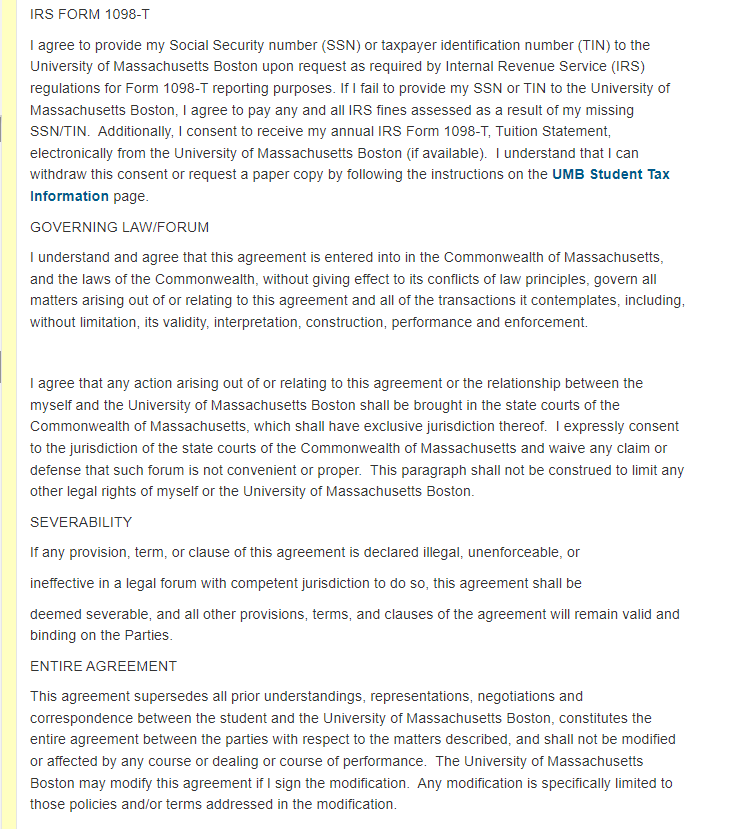 IRS FORM 1098-T
I agree to provide my Social Security number (SSN) or taxpayer identification number (TIN) to the
University of Massachusetts Boston upon request as required by Internal Revenue Service (IRS)
regulations for Form 1098-T reporting purposes. If I fail to provide my SSN or TIN to the University of
Massachusetts Boston, I agree to pay any and all IRS fines assessed as a result of my missing
SSN/TIN.  Additionally, I consent to receive my annual IRS Form 1098-T, Tuition Statement,
electronically from the University of Massachusetts Boston (if available).  I understand that I can
withdraw this consent or request a paper copy by following the instructions on the UMB Student Tax
Information page.
GOVERNING LAW/FORUM
I understand and agree that this agreement is entered into in the Commonwealth of Massachusetts,
and the laws of the Commonwealth, without giving effect to its conflicts of law principles, govern all
matters arising out of or relating to this agreement and all of the transactions it contemplates, including,
without limitation, its validity, interpretation, construction, performance and enforcement.
I agree that any action arising out of or relating to this agreement or the relationship between the
myself and the University of Massachusetts Boston shall be brought in the state courts of the
Commonwealth of Massachusetts, which shall have exclusive jurisdiction thereof.  I expressly consent
to the jurisdiction of the state courts of the Commonwealth of Massachusetts and waive any claim or
defense that such forum is not convenient or proper.  This paragraph shall not be construed to limit any
other legal rights of myself or the University of Massachusetts Boston.
SEVERABILITY
If any provision, term, or clause of this agreement is declared illegal, unenforceable, or
ineffective in a legal forum with competent jurisdiction to do so, this agreement shall be
deemed severable, and all other provisions, terms, and clauses of the agreement will remain valid and
binding on the Parties.
ENTIRE AGREEMENT
This agreement supersedes all prior understandings, representations, negotiations and
correspondence between the student and the University of Massachusetts Boston, constitutes the
entire agreement between the parties with respect to the matters described, and shall not be modified
or affected by any course or dealing or course of performance.  The University of Massachusetts
Boston may modify this agreement if I sign the modification.  Any modification is specifically limited to
those policies and/or terms addressed in the modification.